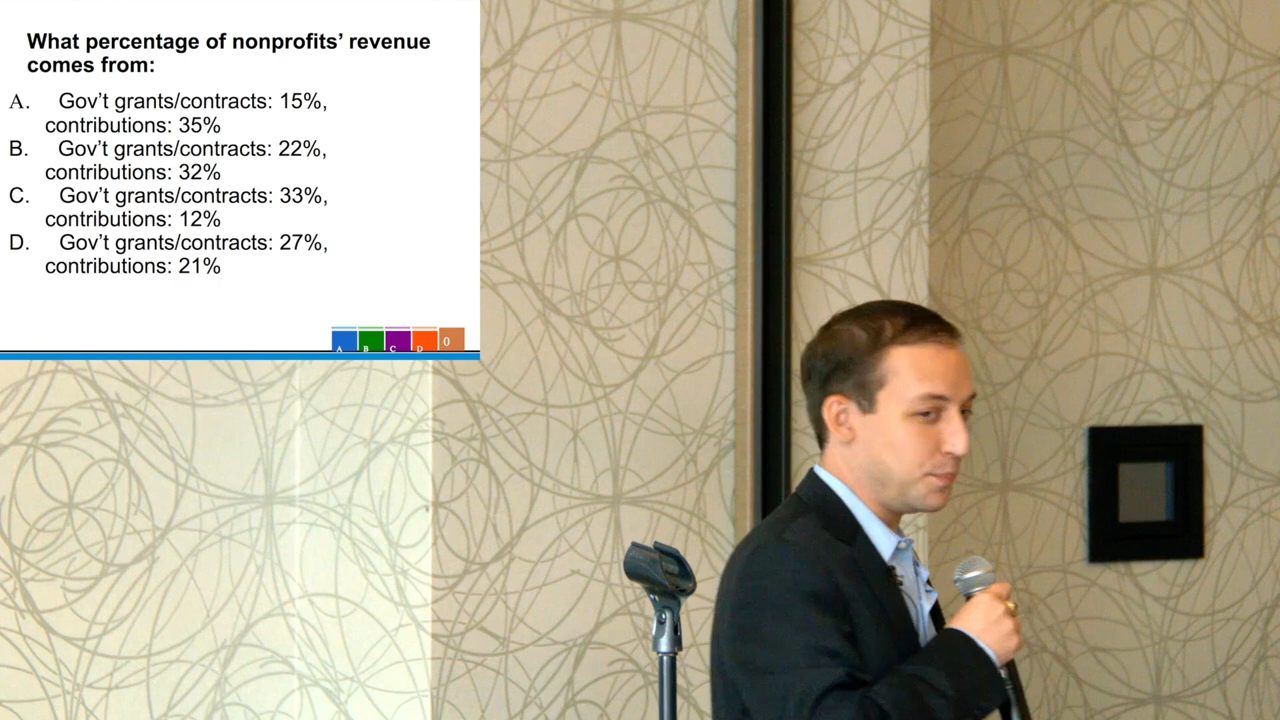 What percentage of nonprofits’ revenue
comes from:
A. Gov’t grants/contracts: 15%,
contributions: 35%
B. Gov’t grants/contracts: 22%,
contributions: 32%
C. Gov’t grants/contracts: 33%,
contributions: 12%
D. Gov’t grants/contracts: 27%,
contributions: 21%
A B C D 0